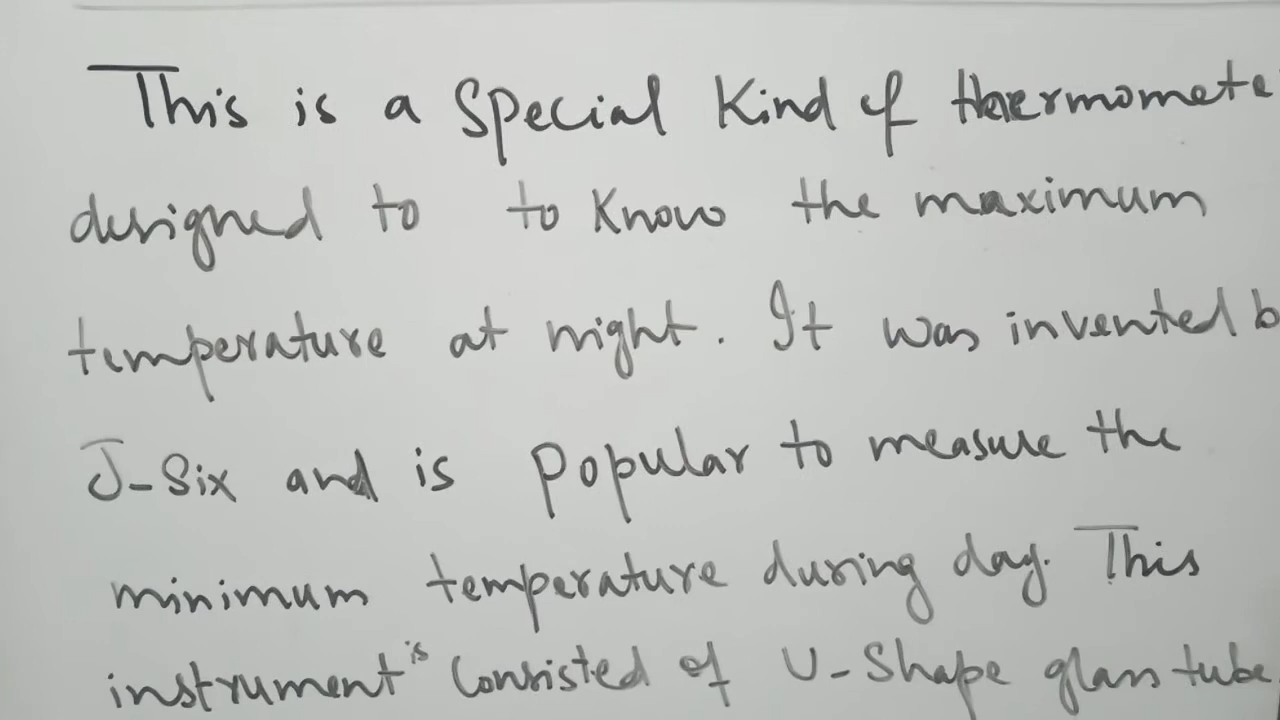 This is a Special Kind of thermomete
designed to to Know the maximum
temperature at night. It was invented b
J-Six and is Popular to measure the
minimum temperature during day. This
instrument is Consisted of U-Shape glass tube